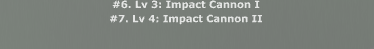 #6. Lv 3: Impact Cannon I
#7. Lv 4: Impact Cannon II